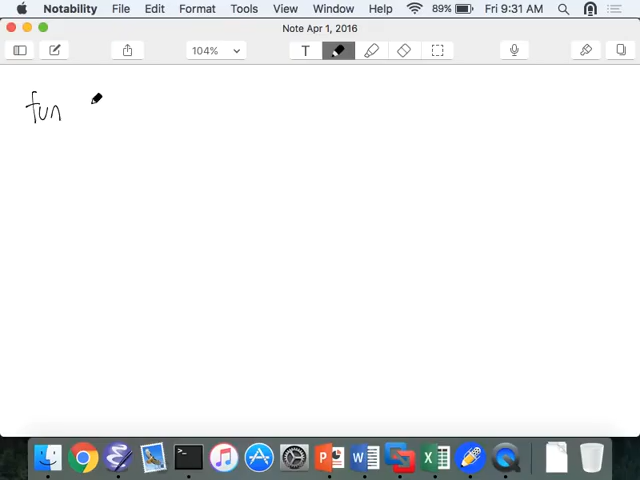 Notability File Edit Format Tools View Window Help 89% Fri 9:31 AM
Note Apr 1, 2016
104% T
fun